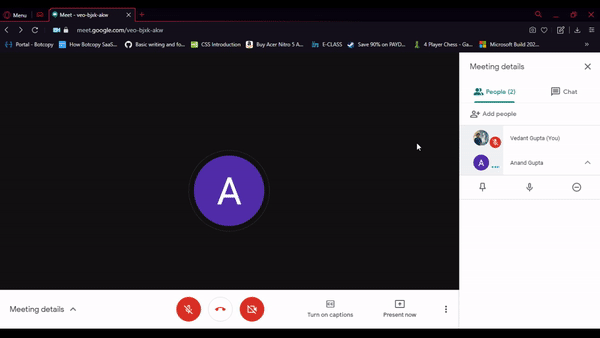 Menu
Meet - veo-bjxk-akw
meet.google.com/veo-bjxk-akw
Portal - Botcopy
How Botcopy SaaS...
Basic writing and fo...
CSS Introduction
Buy Acer Nitro 5 A...
E-CLASS
Save 90% on PAYD...
4 Player Chess - Ga...
Microsoft Build 202...
Meeting details
People (2)
Chat
Add people
Vedant Gupta (You)
A
Anand Gupta
A
Meeting details
Turn on captions
Present now